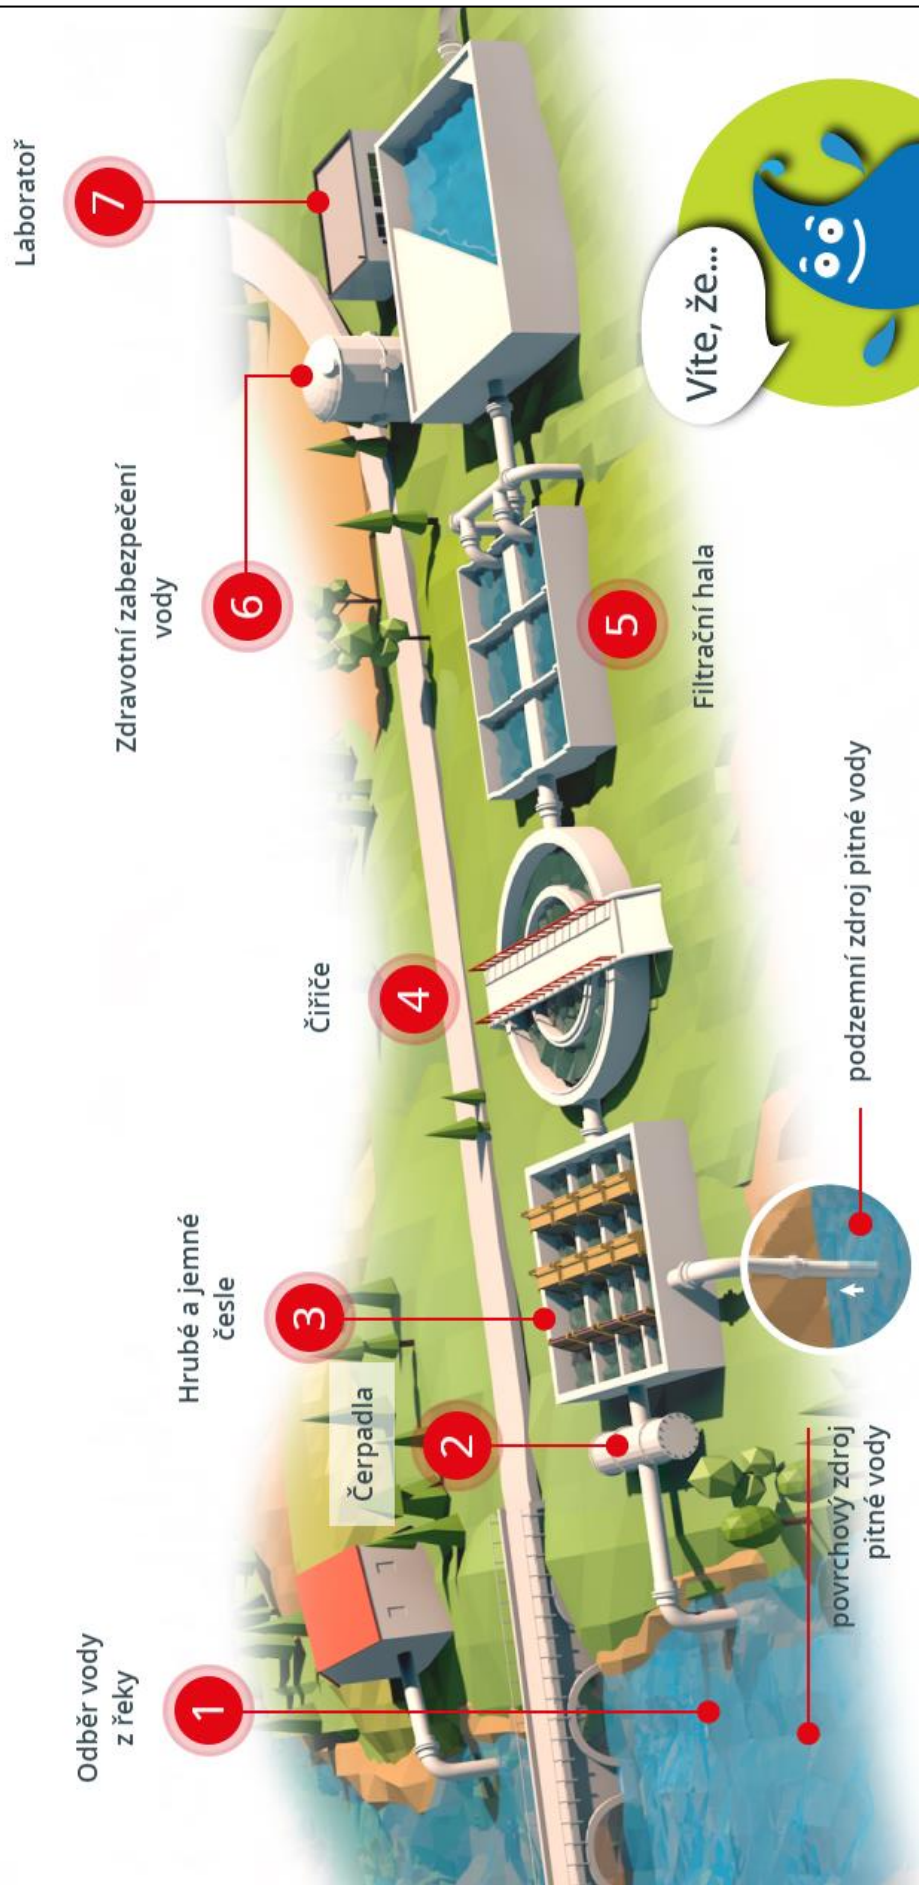 Odběr vody
z řeky
1
Čerpadla
2
Hrubé a jemné
česle
3
Čiřiče
4
5
Filtrační hala
Zdravotní zabezpečení
vody
6
Laboratoř
7
povrchový zdroj
pitné vody
podzemní zdroj pitné vody
Víte, že...